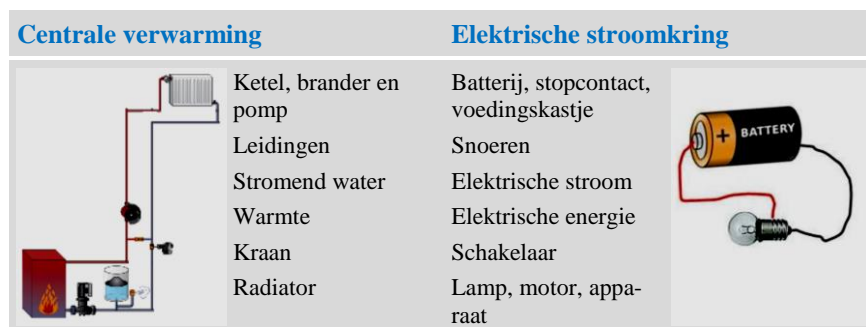 Centrale verwarming Elektrische stroomkring
Ketel, brander en pomp Batterij, stopcontact, voedingskastje
Leidingen Snoeren
Stromend water Elektrische stroom
Warmte Elektrische energie
Kraan Schakelaar
Radiator Lamp, motor, appa-
raat
+ BATTERY